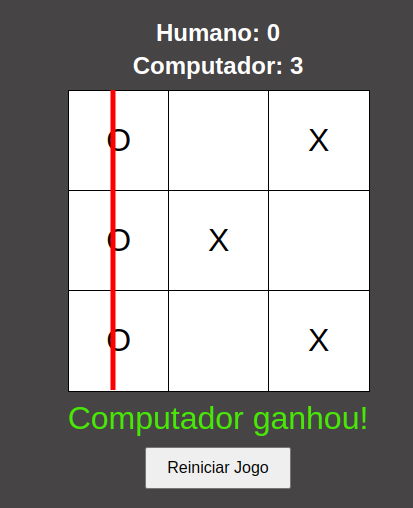 Humano: 0
Computador: 3
O X
O X
O X
Computador ganhou!
Reiniciar Jogo